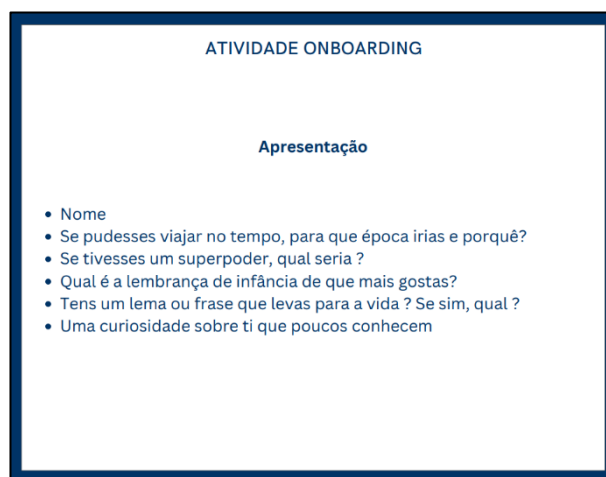 ATIVIDADE ONBOARDING
Apresentação
• Nome
• Se pudesses viajar no tempo, para que época irias e porquê?
• Se tivesses um superpoder, qual seria ?
• Qual é a lembrança de infância de que mais gostas?
• Tens um lema ou frase que levas para a vida ? Se sim, qual ?
• Uma curiosidade sobre ti que poucos conhecem